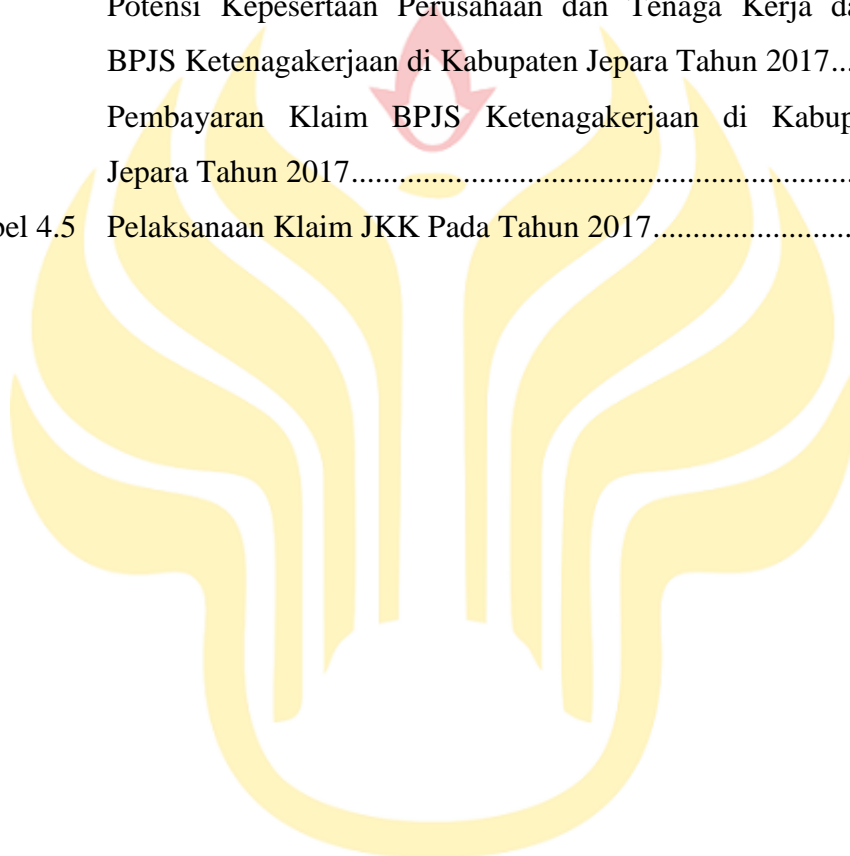 Potensi Kepesertaan Perusahaan dan Tenaga Kerja
BPJS Ketenagakerjaan di Kabupaten Jepara Tahun 2017...
Pembayaran Klaim BPJS Ketenagakerjaan di
Jepara Tahun 2017...............................................................
4.5 Pelaksanaan Klaim JKK Pada Tahun 2017.........................